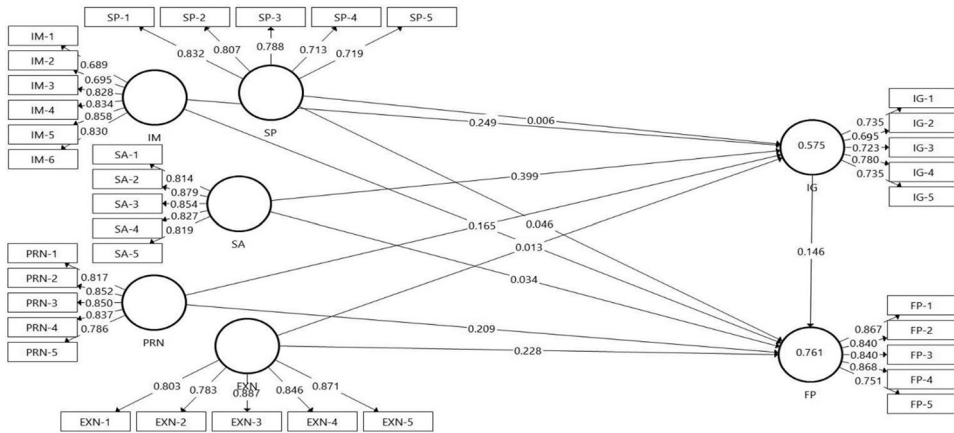 SP-1 SP-2 SP-3 SP-4 SP-5
0.832 0.807 0.788 0.713 0.719
SP
IM-1
IM-2
IM-3
IM-4
IM-5
IM-6
0.689
0.695
0.828
0.834
0.858
0.830
IM
SA-1
SA-2
SA-3
SA-4
SA-5
0.814
0.879
0.854
0.827
0.819
SA
PRN-1
PRN-2
PRN-3
PRN-4
PRN-5
0.817
0.852
0.850
0.837
0.786
PRN
EXN
0.803 0.783 0.887 0.846 0.871
EXN-1 EXN-2 EXN-3 EXN-4 EXN-5
0.006
0.249
0.399
0.046
0.165
0.013
0.034
0.209
0.228
0.146
0.575
IG
0.735
0.695
0.723
0.780
0.735
IG-1
IG-2
IG-3
IG-4
IG-5
0.761
FP
0.867
0.840
0.840
0.868
0.751
FP-1
FP-2
FP-3
FP-4
FP-5